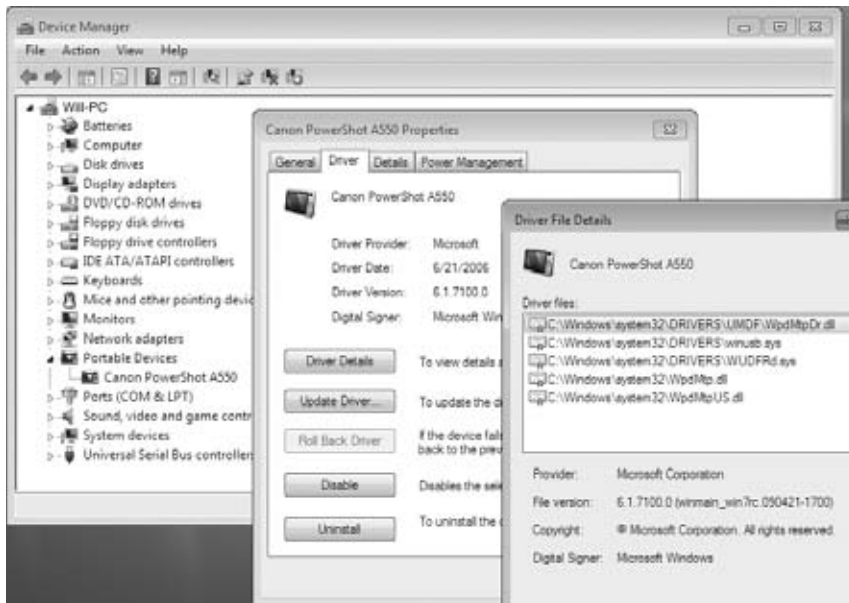 Device Manager
File Action View Help
Will-PC
Batteries
Computer
Disk drives
Display adapters
DVD/CD-ROM drives
Floppy disk drives
Floppy drive controllers
IDE ATA/ATAPI controllers
Keyboards
Mice and other pointing devic
Monitors
Network adapters
Portable Devices
Canon PowerShot A550
Ports (COM & LPT)
Sound, video and game contr
System devices
Universal Serial Bus controller
Canon PowerShot A550 Properties
General Driver Details Power Management
Canon PowerShot A550
Driver Provider: Microsoft
Driver Date: 6/21/2006
Driver Version: 6.1.7100.0
Digital Signer: Microsoft Win
Driver Details To view details a
Update Driver... To update the d
Roll Back Driver If the device fails
back to the prev
Disable Disables the sele
Uninstall To uninstall the
Driver File Details
Canon PowerShot A550
Driver files:
C:\Windows\system32\DRIVERS\UMDF\WpdMtpDr.dll
C:\Windows\system32\DRIVERS\winusb.sys
C:\Windows\system32\DRIVERS\WUDFRd.sys
C:\Windows\system32\WpdMtp.dll
C:\Windows\system32\WpdMtpUS.dll
Provider: Microsoft Corporation
File version: 6.1.7100.0 (winmain_win7rc.090421-1700)
Copyright: © Microsoft Corporation. All rights reserved.
Digital Signer: Microsoft Windows